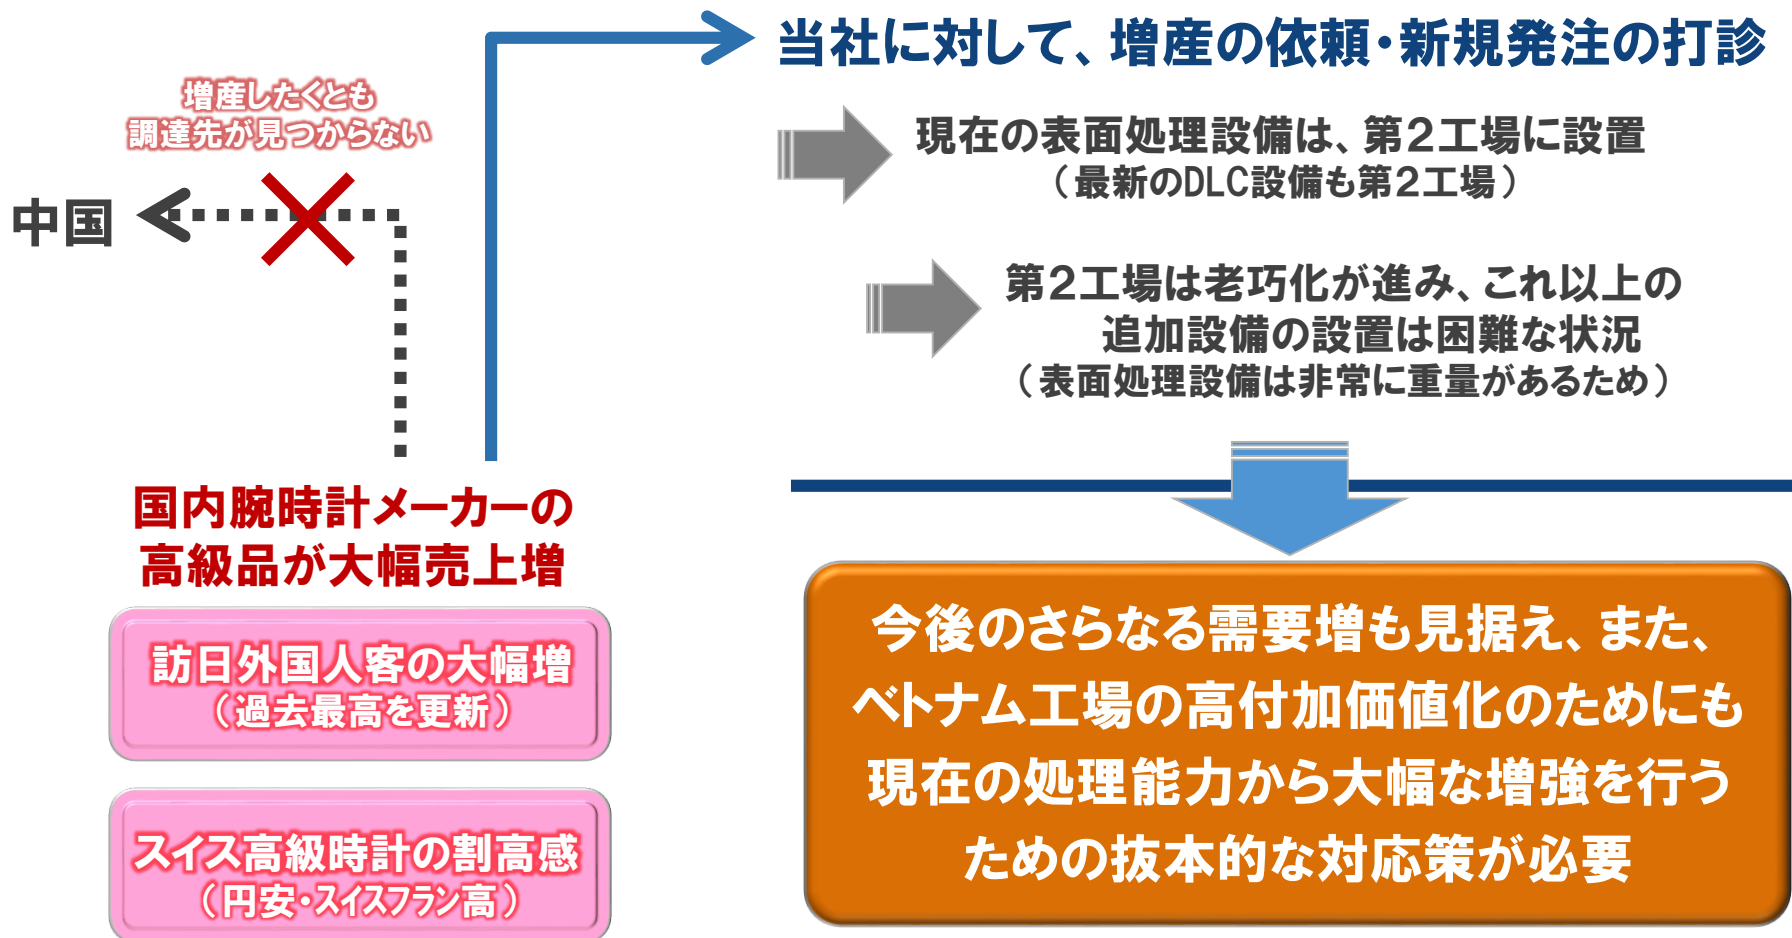 当社に対して、増産の依頼・新規発注の打診
増産したくとも
調達先が見つからない
中国
現在の表面処理設備は、第２工場に設置
（最新のDLC設備も第２工場）
第２工場は老巧化が進み、これ以上の
追加設備の設置は困難な状況
（表面処理設備は非常に重量があるため）
国内腕時計メーカーの
高級品が大幅売上増
訪日外国人客の大幅増
（過去最高を更新）
スイス高級時計の割高感
（円安・スイスフラン高）
今後のさらなる需要増も見据え、また、
ベトナム工場の高付加価値化のためにも
現在の処理能力から大幅な増強を行う
ための抜本的な対応策が必要